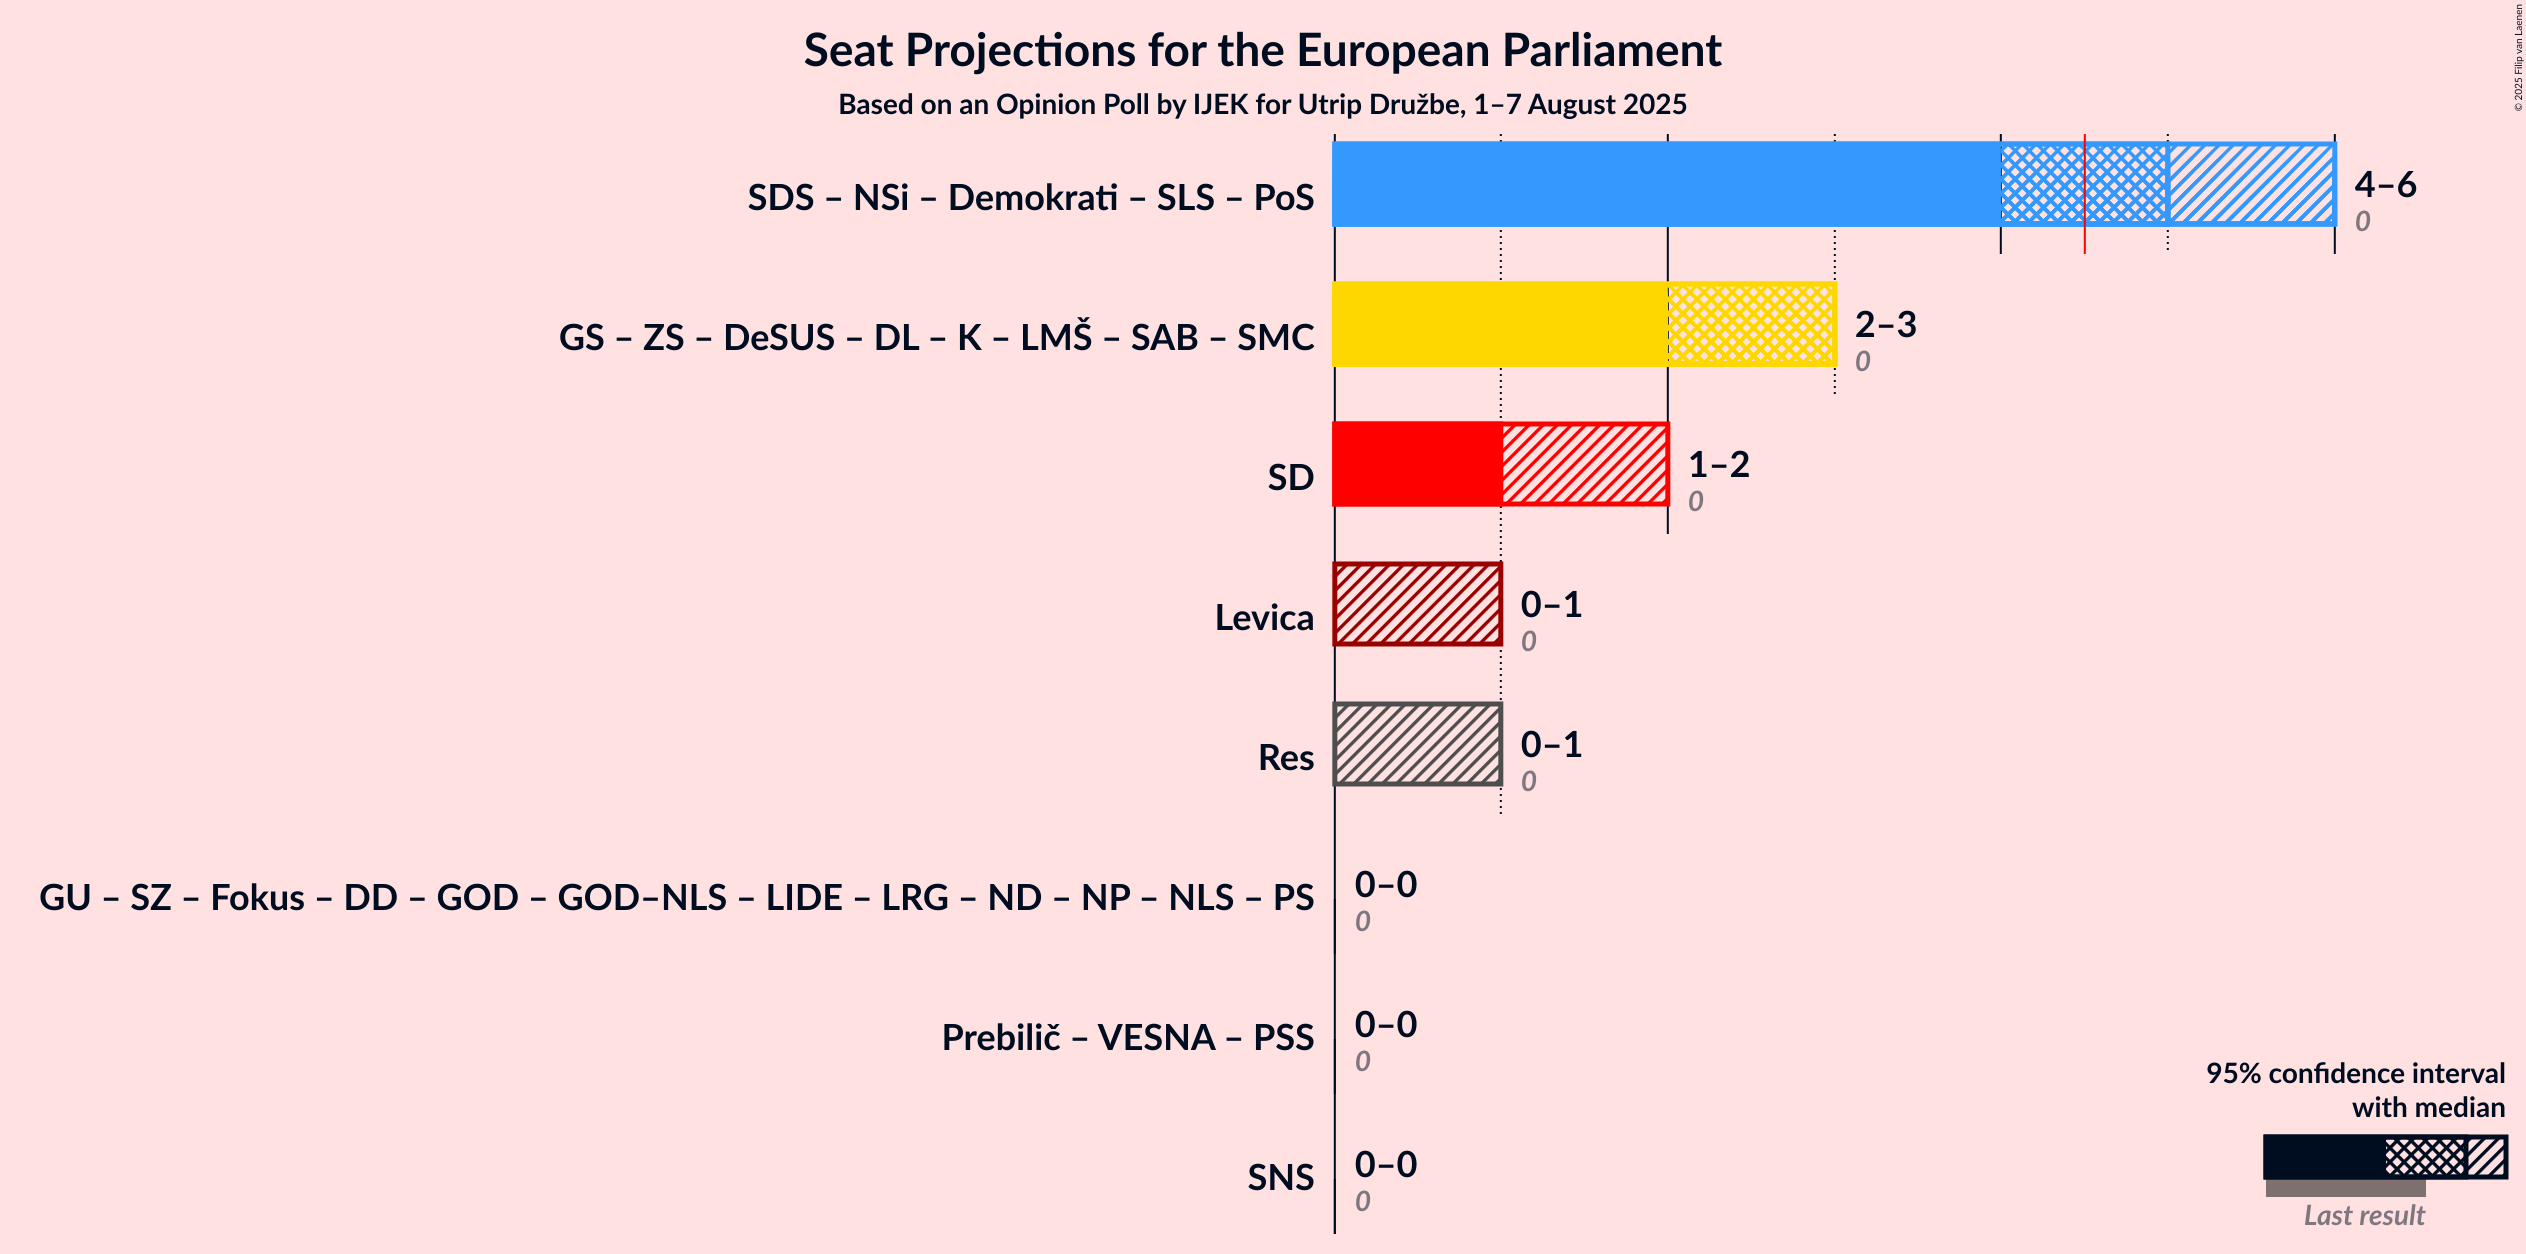 Seat Projections for the European Parliament
Based on an Opinion Poll by IJEK for Utrip Družbe, 1–7 August 2025
© 2025 Filip van Laenen
SDS – NSi – Demokrati – SLS – PoS
4–6
0
GS – ZS – DeSUS – DL – K – LMŠ – SAB – SMC
2–3
0
SD
1–2
0
Levica
0–1
0
Res
0–1
0
GU – SZ – Fokus – DD – GOD – GOD–NLS – LIDE – LRG – ND – NP – NLS – PS
0–0
0
Prebilič – VESNA – PSS
0–0
0
SNS
0–0
0
95% confidence interval
with median
Last result